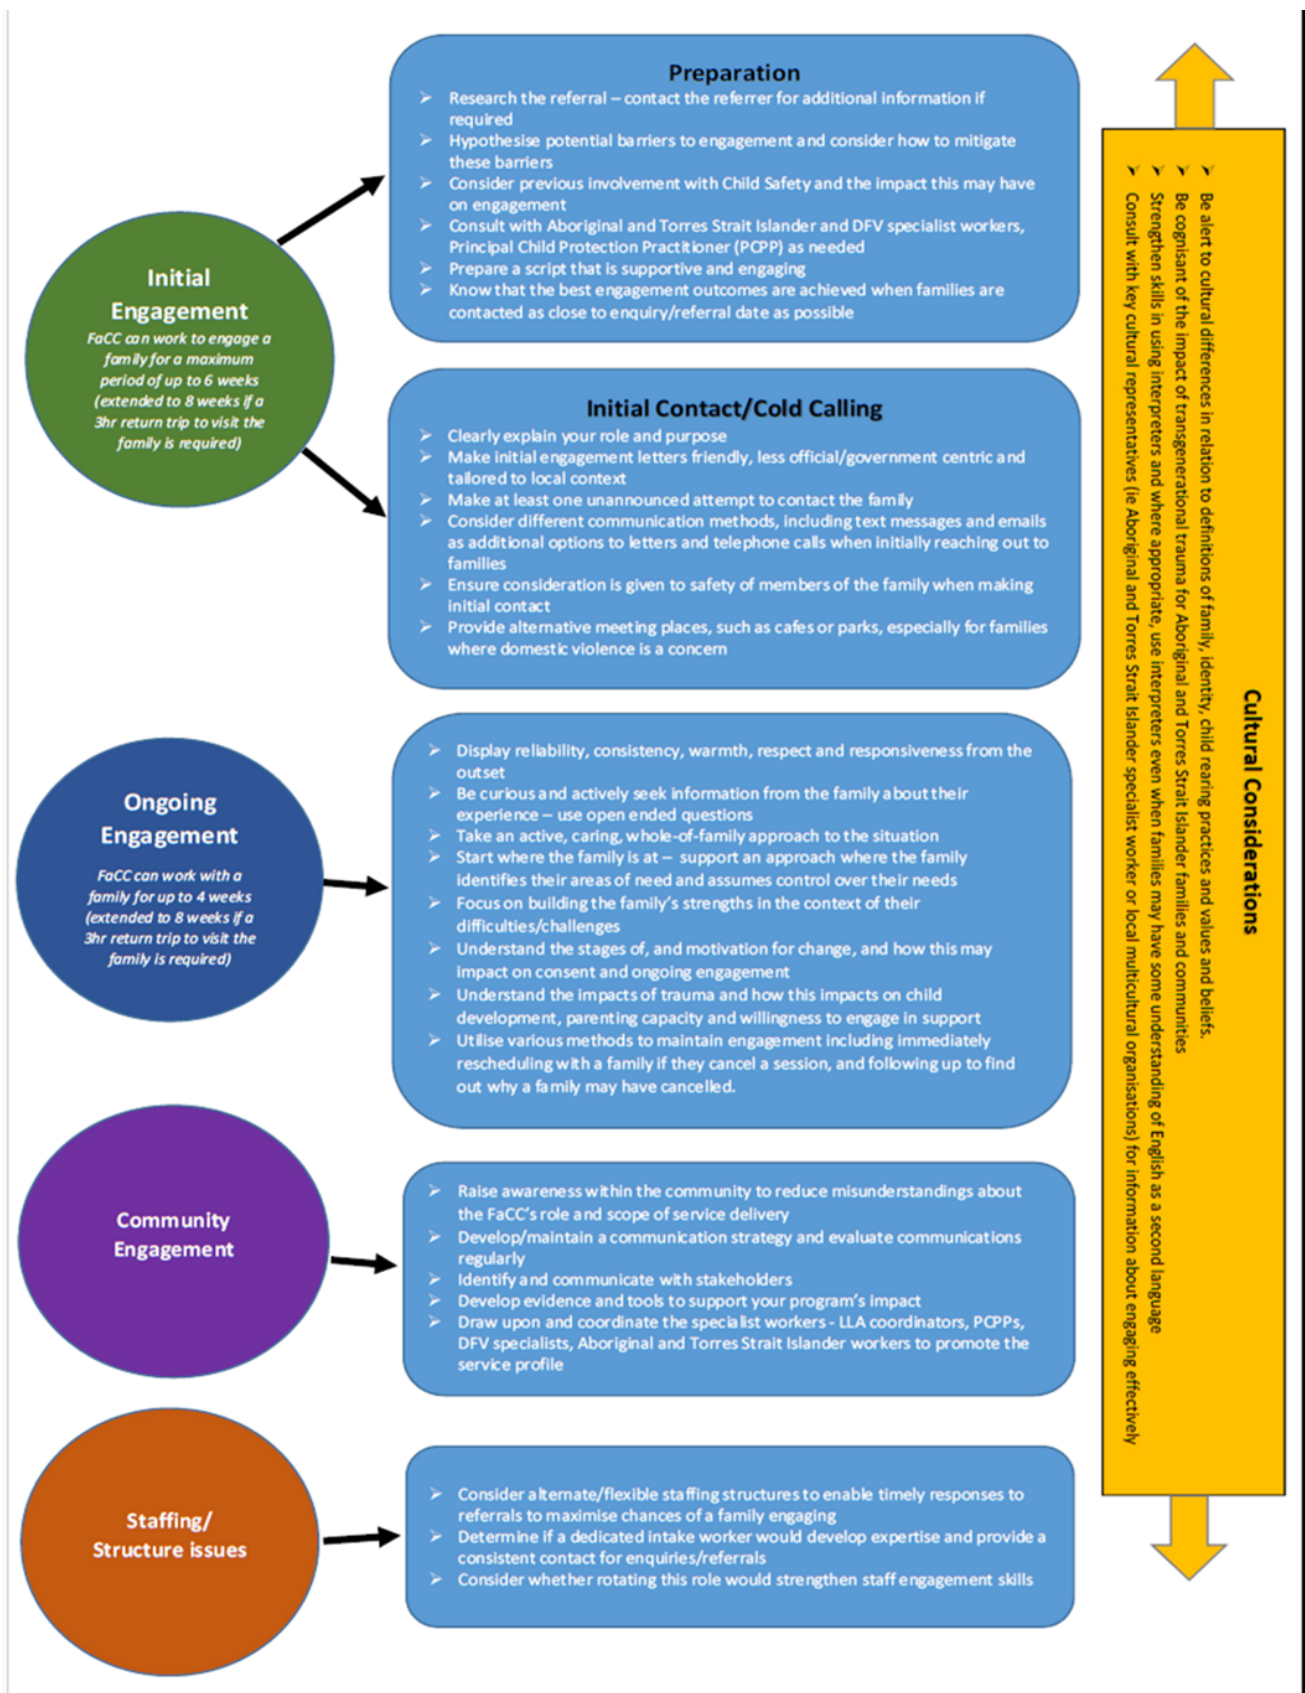 Initial
Engagement
FaCC can work to engage a
family for a maximum
period of up to 6 weeks
(extended to 8 weeks if a
3hr return trip to visit the
family is required)
Preparation
➢ Research the referral – contact the referrer for additional information if
required
➢ Hypothesise potential barriers to engagement and consider how to mitigate
these barriers
➢ Consider previous involvement with Child Safety and the impact this may have
on engagement
➢ Consult with Aboriginal and Torres Strait Islander and DFV specialist workers,
Principal Child Protection Practitioner (PCPP) as needed
➢ Prepare a script that is supportive and engaging
➢ Know that the best engagement outcomes are achieved when families are
contacted as close to enquiry/referral date as possible
Initial Contact/Cold Calling
➢ Clearly explain your role and purpose
➢ Make initial engagement letters friendly, less official/government centric and
tailored to local context
➢ Make at least one unannounced attempt to contact the family
➢ Consider different communication methods, including text messages and emails
as additional options to letters and telephone calls when initially reaching out to
families
➢ Ensure consideration is given to safety of members of the family when making
initial contact
➢ Provide alternative meeting places, such as cafes or parks, especially for families
where domestic violence is a concern
Ongoing
Engagement
FaCC can work with a
family for up to 4 weeks
(extended to 8 weeks if a
3hr return trip to visit the
family is required)
➢ Display reliability, consistency, warmth, respect and responsiveness from the
outset
➢ Be curious and actively seek information from the family about their
experience – use open ended questions
➢ Take an active, caring, whole-of-family approach to the situation
➢ Start where the family is at – support an approach where the family
identifies their areas of need and assumes control over their needs
➢ Focus on building the family's strengths in the context of their
difficulties/challenges
➢ Understand the stages of, and motivation for change, and how this may
impact on consent and ongoing engagement
➢ Understand the impacts of trauma and how this impacts on child
development, parenting capacity and willingness to engage in support
➢ Utilise various methods to maintain engagement including immediately
rescheduling with a family if they cancel a session, and following up to find
out why a family may have cancelled.
Community
Engagement
➢ Raise awareness within the community to reduce misunderstandings about
the FaCC's role and scope of service delivery
➢ Develop/maintain a communication strategy and evaluate communications
regularly
➢ Identify and communicate with stakeholders
➢ Develop evidence and tools to support your program's impact
➢ Draw upon and coordinate the specialist workers - LLA coordinators, PCPPs,
DFV specialists, Aboriginal and Torres Strait Islander workers to promote the
service profile
Staffing/
Structure issues
➢ Consider alternate/flexible staffing structures to enable timely responses to
referrals to maximise chances of a family engaging
➢ Determine if a dedicated intake worker would develop expertise and provide a
consistent contact for enquiries/referrals
➢ Consider whether rotating this role would strengthen staff engagement skills
Cultural Considerations
➢ Be alert to cultural differences in relation to definitions of family, identity, child rearing practices and values and beliefs.
➢ Be cognisant of the impact of transgenerational trauma for Aboriginal and Torres Strait Islander families and communities
➢ Strengthen skills in using interpreters and where appropriate, use interpreters even when families may have some understanding of English as a second language
➢ Consult with key cultural representatives (ie Aboriginal and Torres Strait Islander specialist worker or local multicultural organisations) for information about engaging effectively